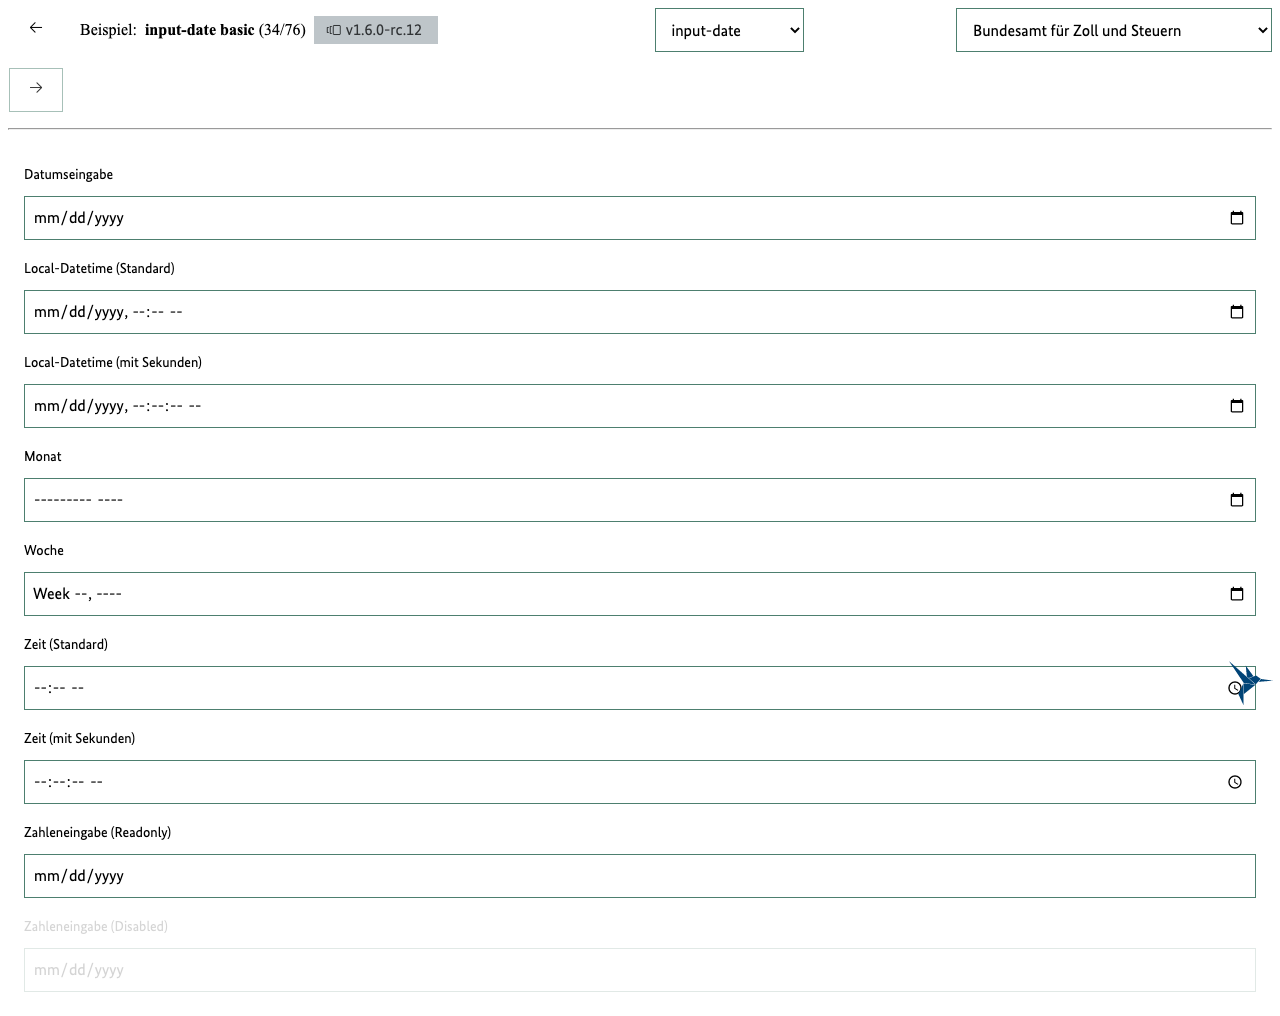 Beispiel: input-date basic (34/76) v1.6.0-rc.12 input-date Bundesamt für Zoll und Steuern
Datumseingabe
mm/dd/yyyy
Local-Datetime (Standard)
mm/dd/yyyy, --:-- --
Local-Datetime (mit Sekunden)
mm/dd/yyyy, --:--:-- --
Monat
--------- ----
Woche
Week --, ----
Zeit (Standard)
--:-- --
Zeit (mit Sekunden)
--:--:-- --
Zahleneingabe (Readonly)
mm/dd/yyyy
Zahleneingabe (Disabled)
mm/dd/yyyy